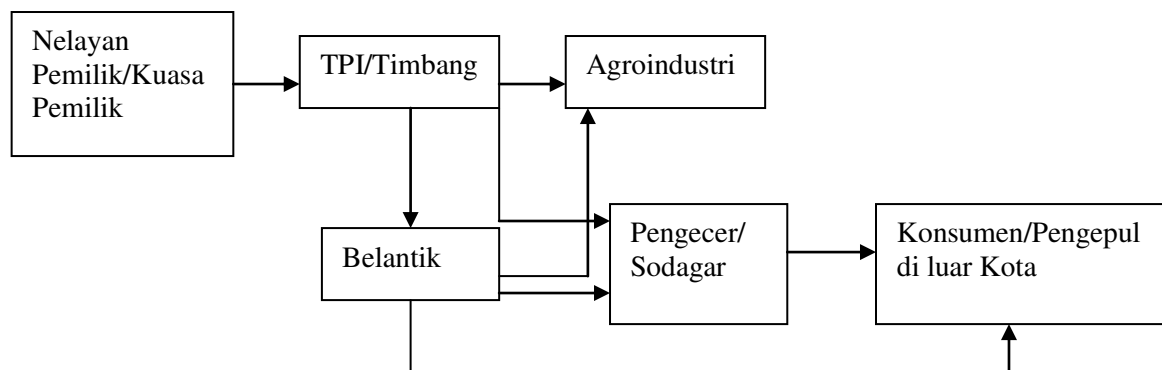 Nelayan
Pemilik/Kuasa
Pemilik
TPI/Timbang
Agroindustri
Belantik
Pengecer/
Sodagar
Konsumen/Pengepul
di luar Kota